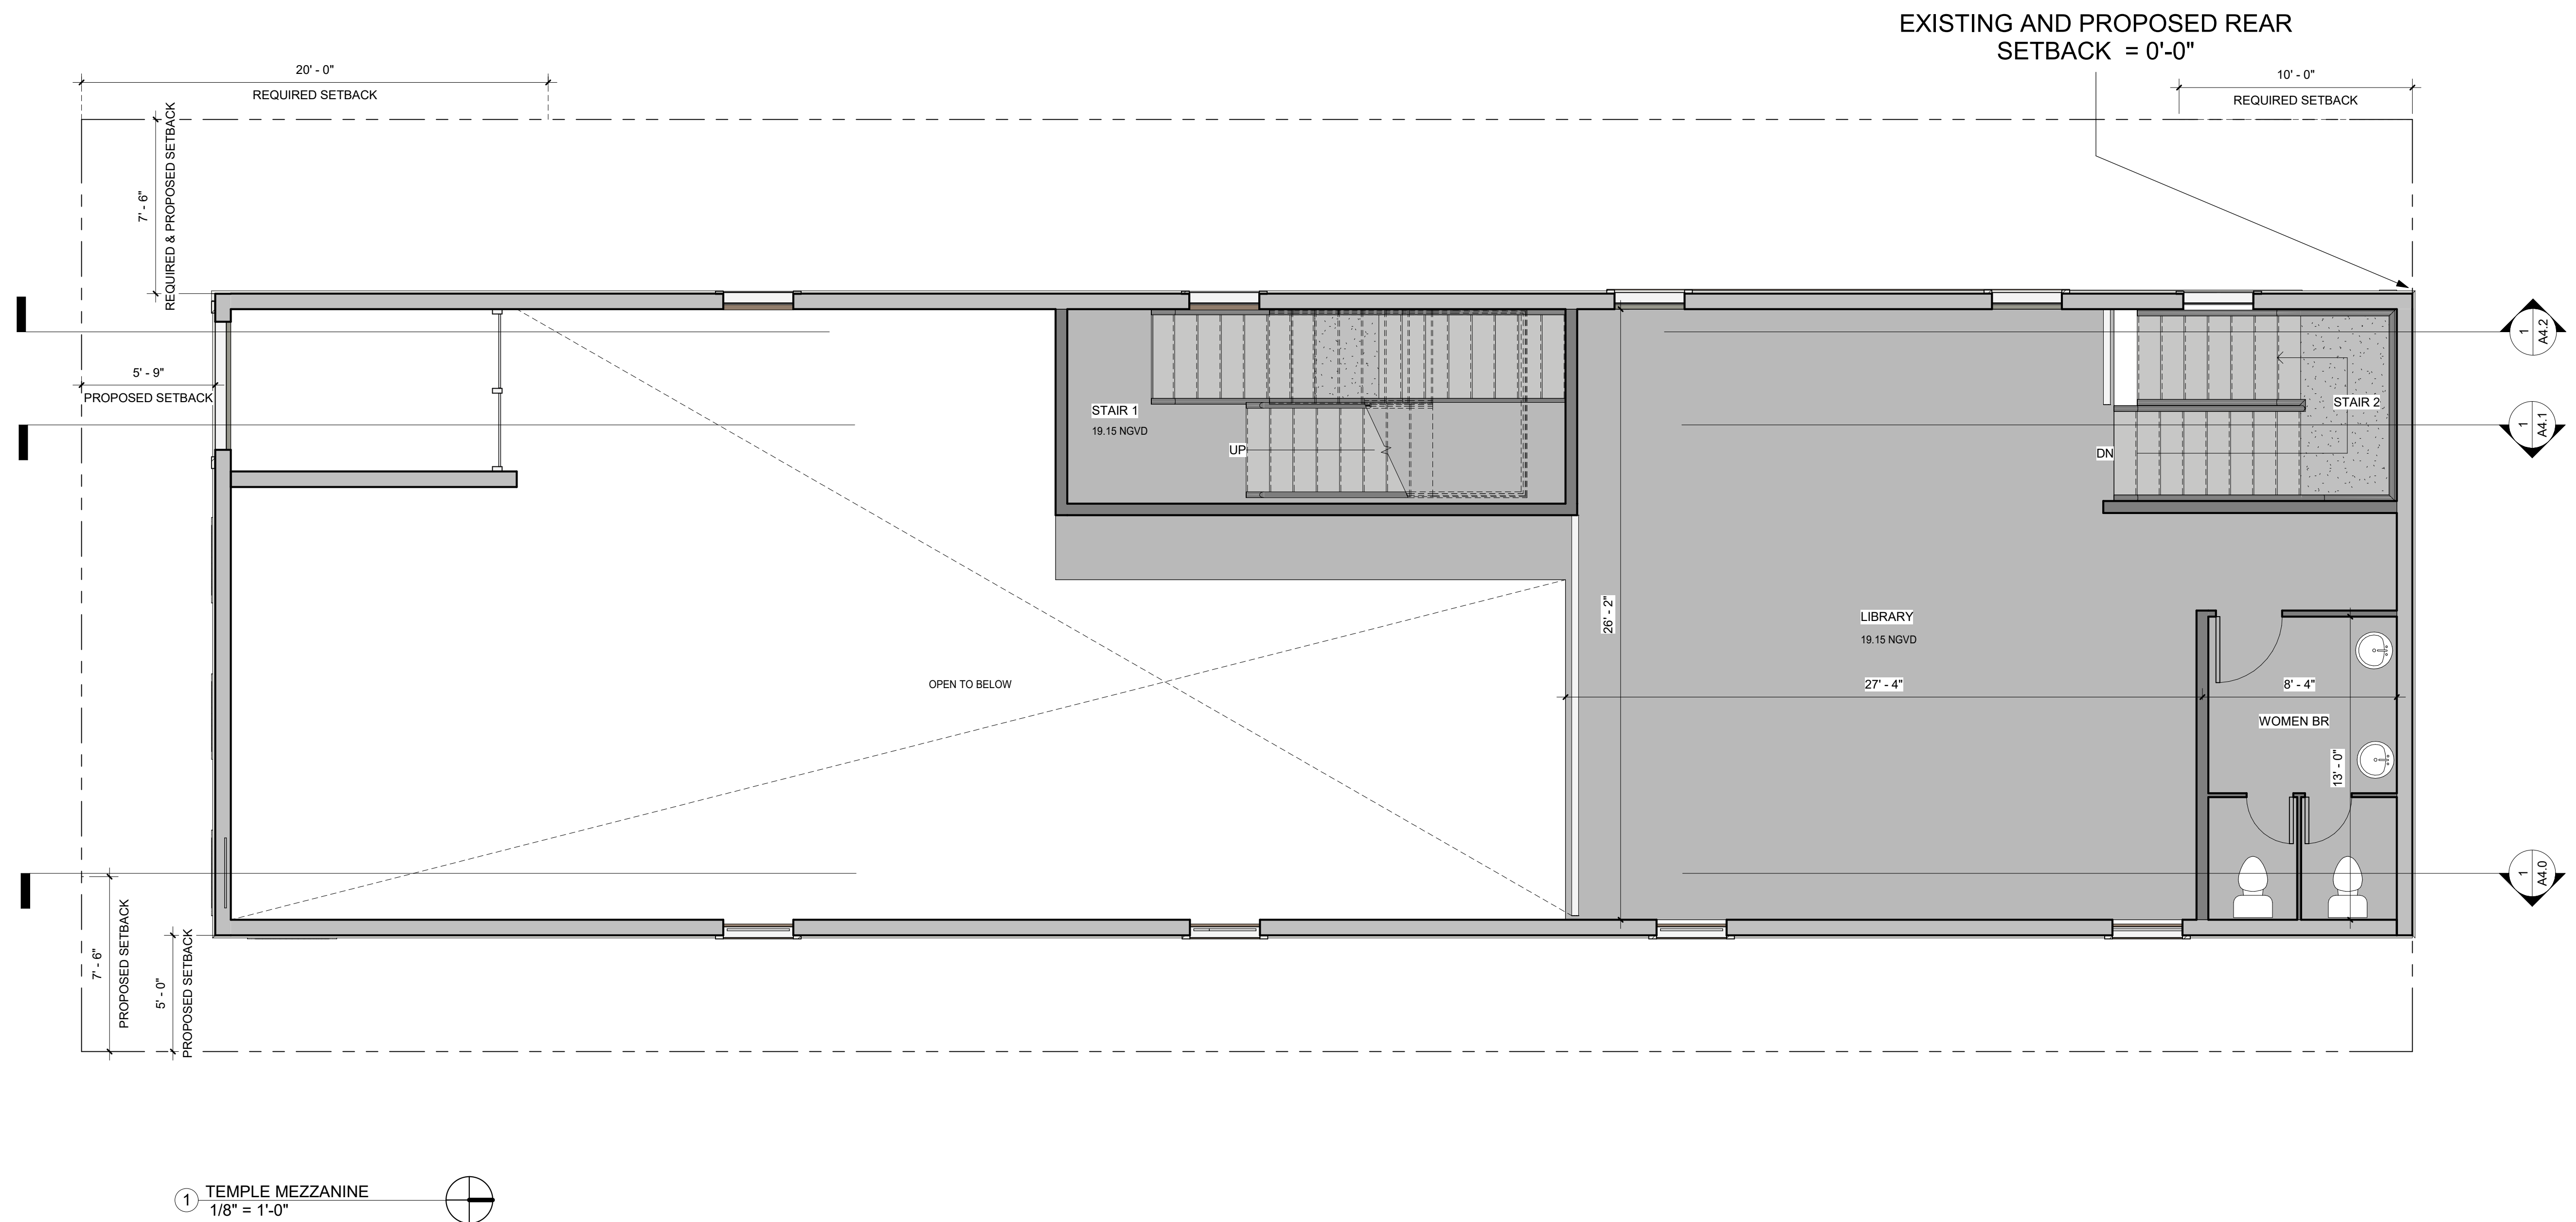 EXISTING AND PROPOSED REAR
SETBACK = 0'-0"
20' - 0"
REQUIRED SETBACK
10' - 0"
REQUIRED SETBACK
7' - 6"
REQUIRED & PROPOSED SETBACK
1
A4.2
5' - 9"
PROPOSED SETBACK
STAIR 1
19.15 NGVD
UP
STAIR 2
DN
1
A4.1
26' - 2"
LIBRARY
19.15 NGVD
OPEN TO BELOW
27' - 4"
8' - 4"
WOMEN BR
13' - 0"
1
A4.0
7' - 6"
PROPOSED SETBACK
5' - 0"
PROPOSED SETBACK
1
TEMPLE MEZZANINE
1/8" = 1'-0"